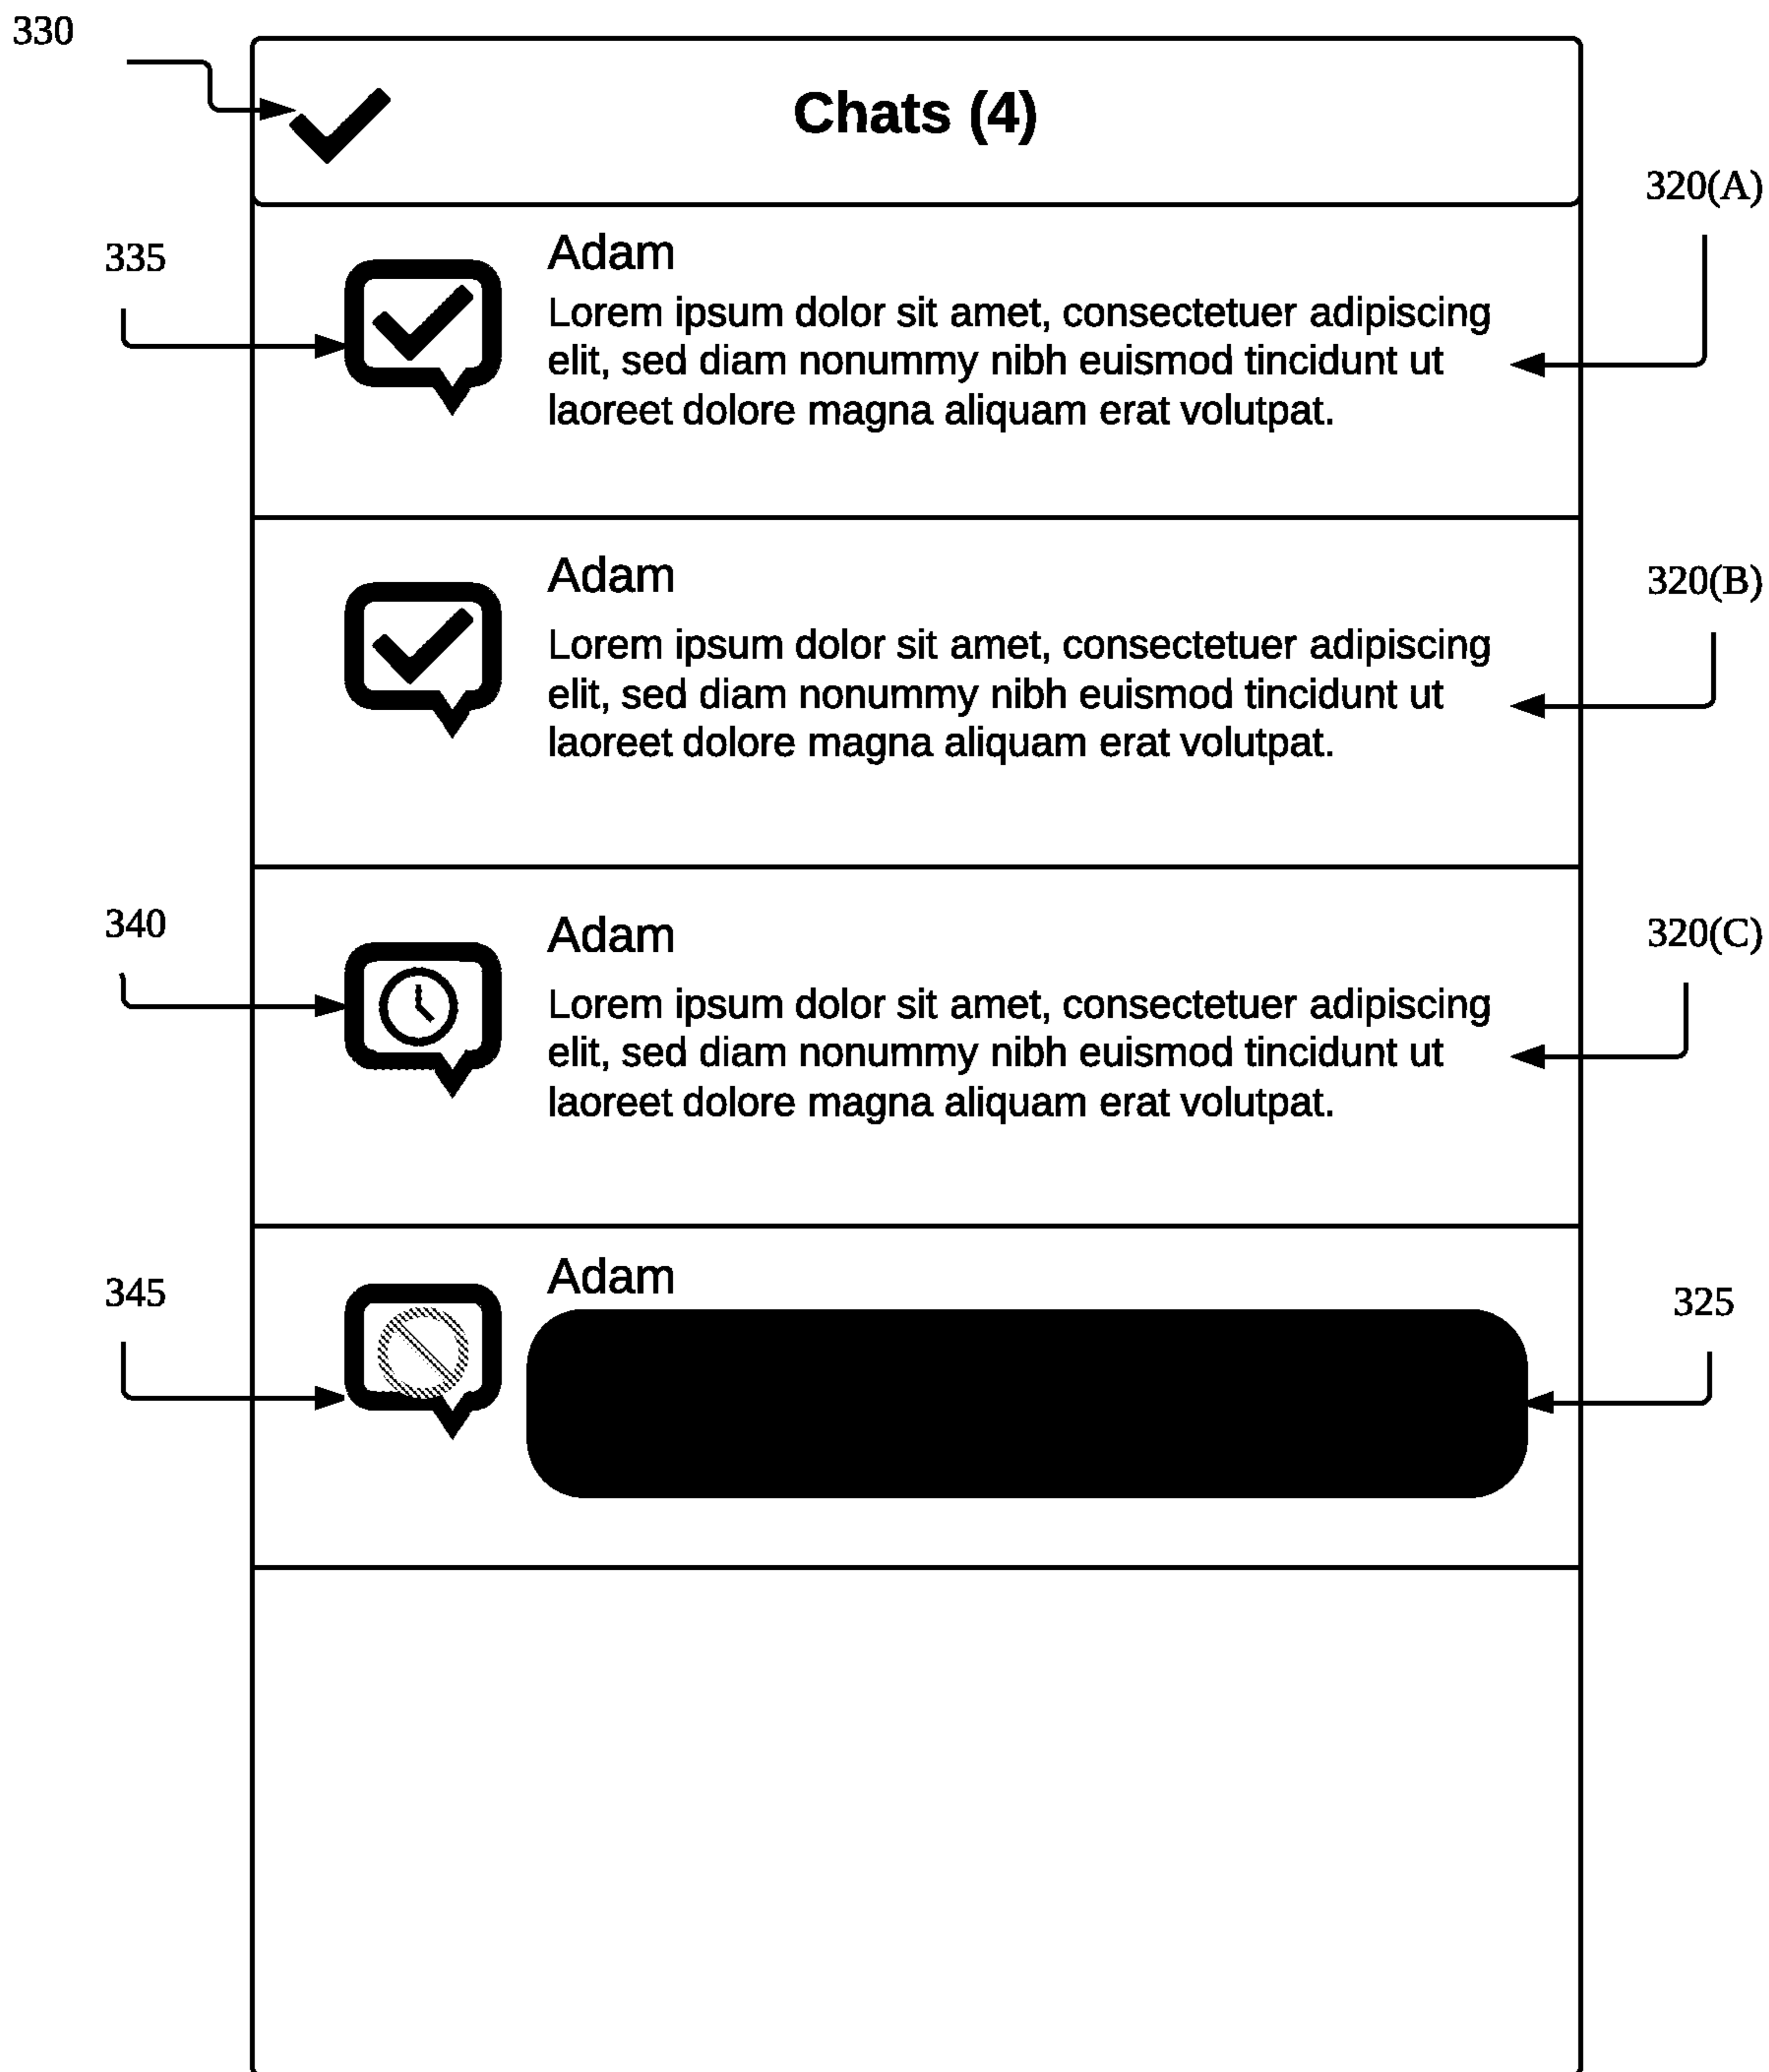 330
Chats (4)
320(A)
335
Adam
Lorem ipsum dolor sit amet, consectetuer adipiscing
elit, sed diam nonummy nibh euismod tincidunt ut
laoreet dolore magna aliquam erat volutpat.
320(B)
Adam
Lorem ipsum dolor sit amet, consectetuer adipiscing
elit, sed diam nonummy nibh euismod tincidunt ut
laoreet dolore magna aliquam erat volutpat.
340
320(C)
Adam
Lorem ipsum dolor sit amet, consectetuer adipiscing
elit, sed diam nonummy nibh euismod tincidunt ut
laoreet dolore magna aliquam erat volutpat.
345
Adam
325